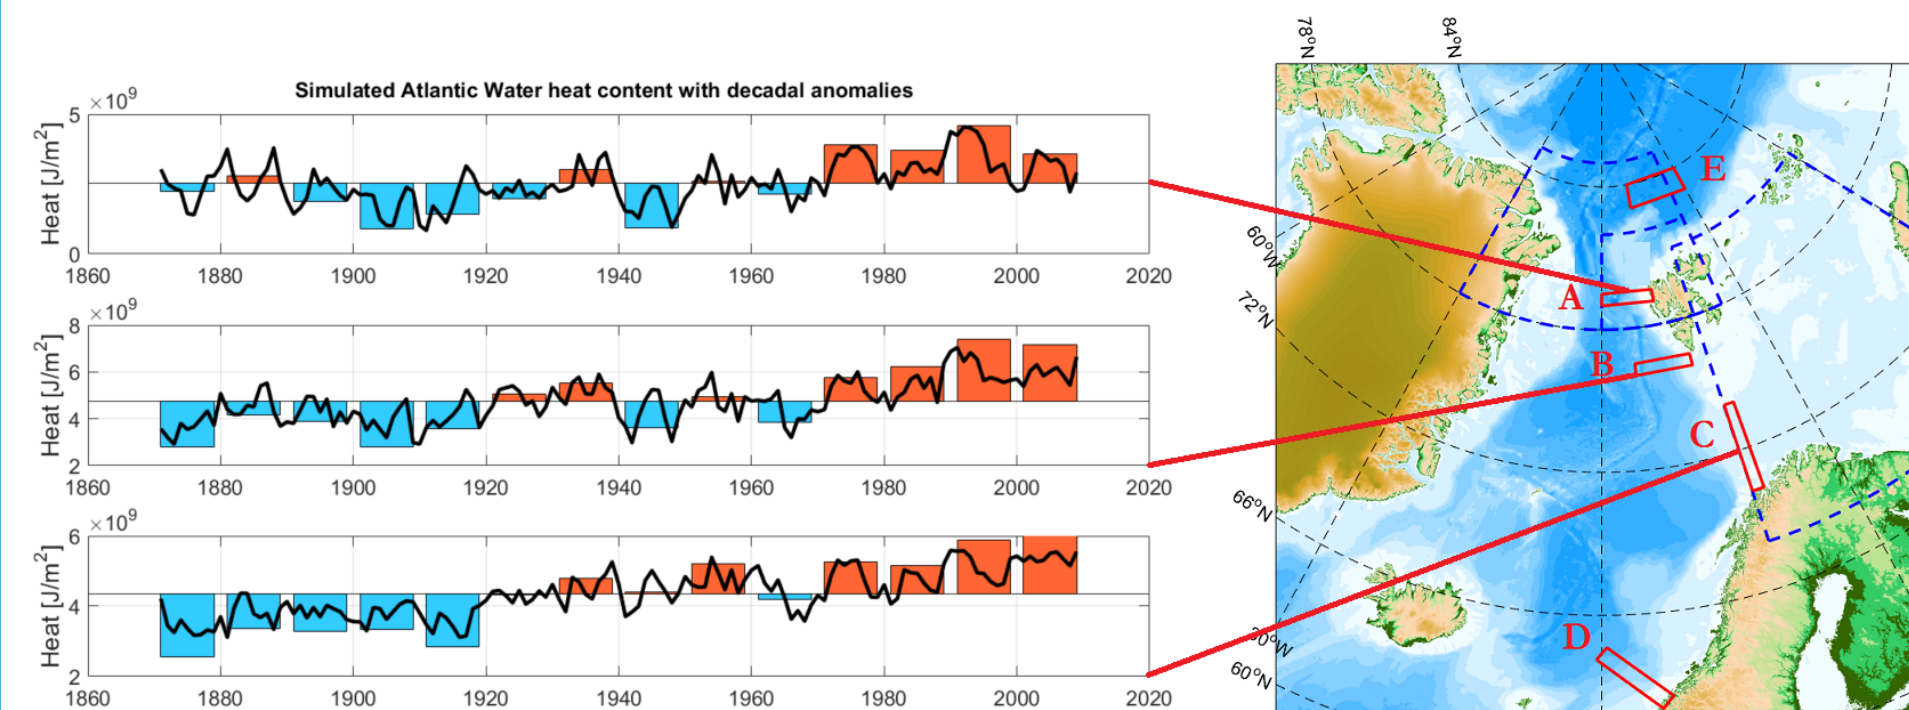 Simulated Atlantic Water heat content with decadal anomalies
×10⁹
Heat [J/m²]
5
0
1860 1880 1900 1920 1940 1960 1980 2000 2020
×10⁹
Heat [J/m²]
8
6
4
2
1860 1880 1900 1920 1940 1960 1980 2000 2020
×10⁹
Heat [J/m²]
6
4
2
1860 1880 1900 1920 1940 1960 1980 2000 2020
78°N
84°N
60°W
72°N
66°N
30°W
60°N
E
A
B
C
D